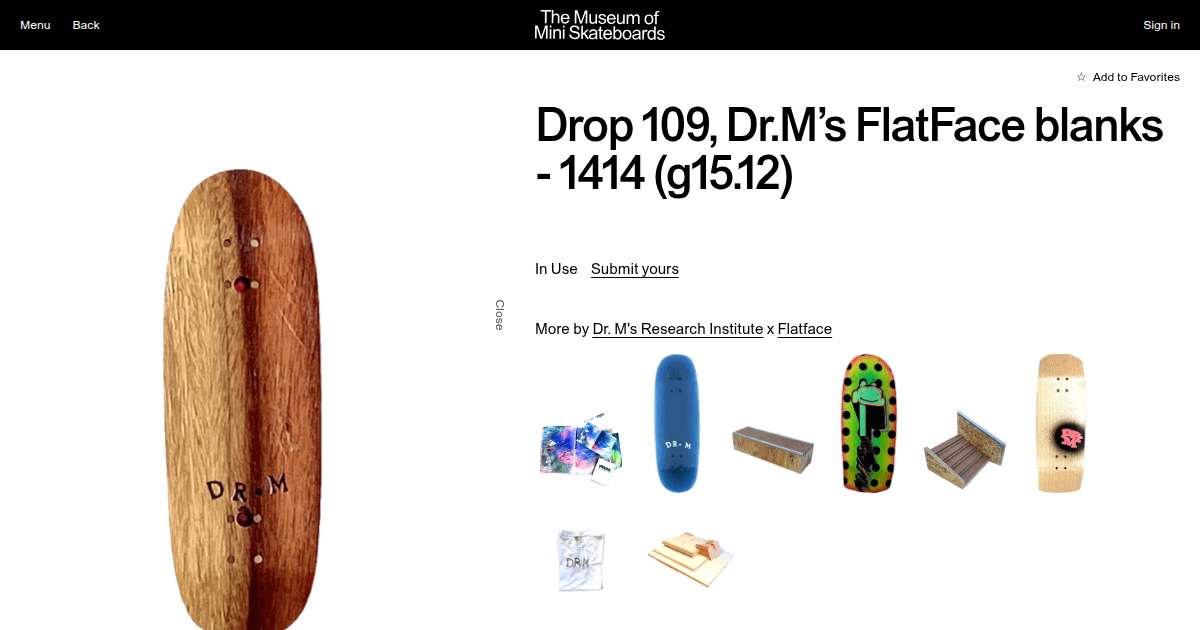 Menu
Back
The Museum of
Mini Skateboards
Sign in
☆ Add to Favorites
Drop 109, Dr.M’s FlatFace blanks
- 1414 (g15.12)
In Use
Submit yours
Close
More by Dr. M's Research Institute x Flatface
DR.M
DR.M
DR.M